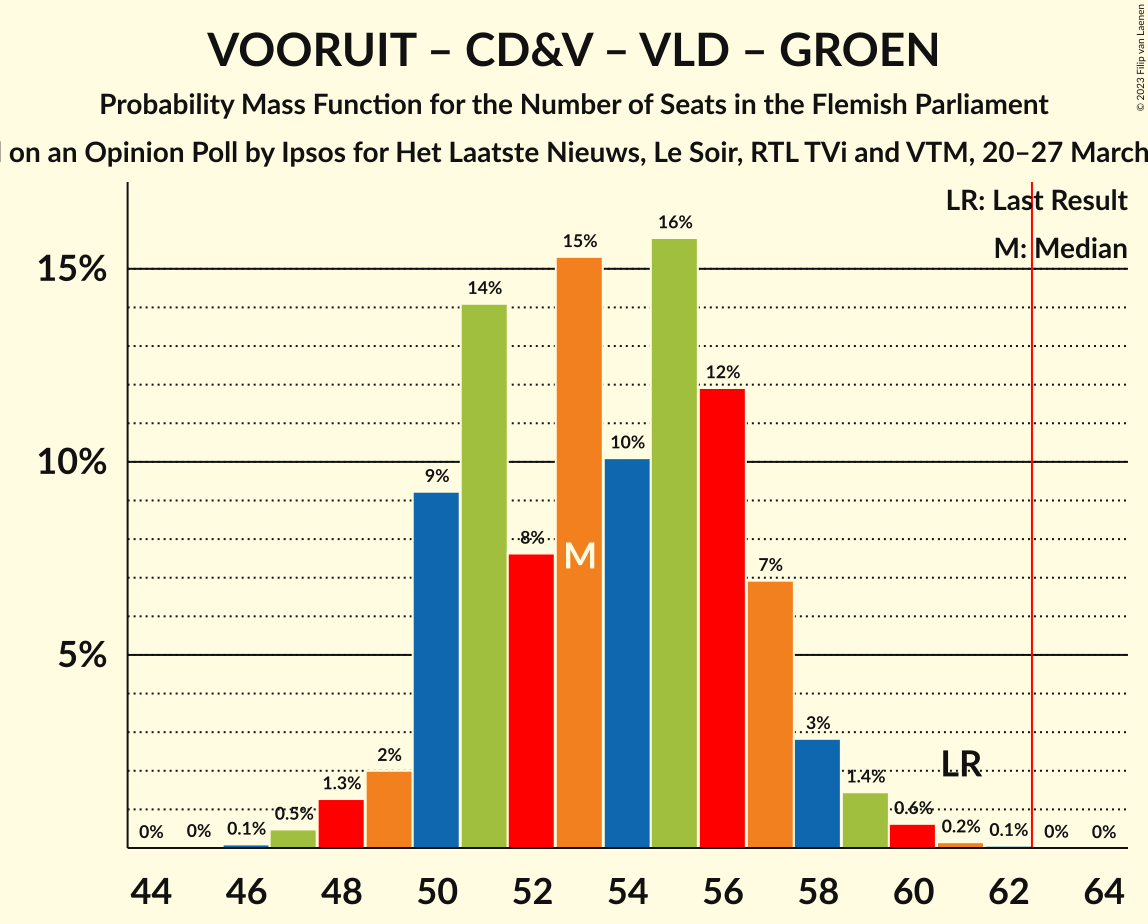 VOORUIT – CD&V – VLD – GROEN
Probability Mass Function for the Number of Seats in the Flemish Parliament
on an Opinion Poll by Ipsos for Het Laatste Nieuws, Le Soir, RTL TVi and VTM, 20–27 March
© 2023 Filip van Laenen
LR: Last Result
M: Median
15%
10%
5%
0%
0%
0.1%
0.5%
1.3%
2%
9%
14%
8%
15%
M
10%
16%
12%
7%
3%
1.4%
0.6%
LR
0.2%
0.1%
0%
0%
44 46 48 50 52 54 56 58 60 62 64